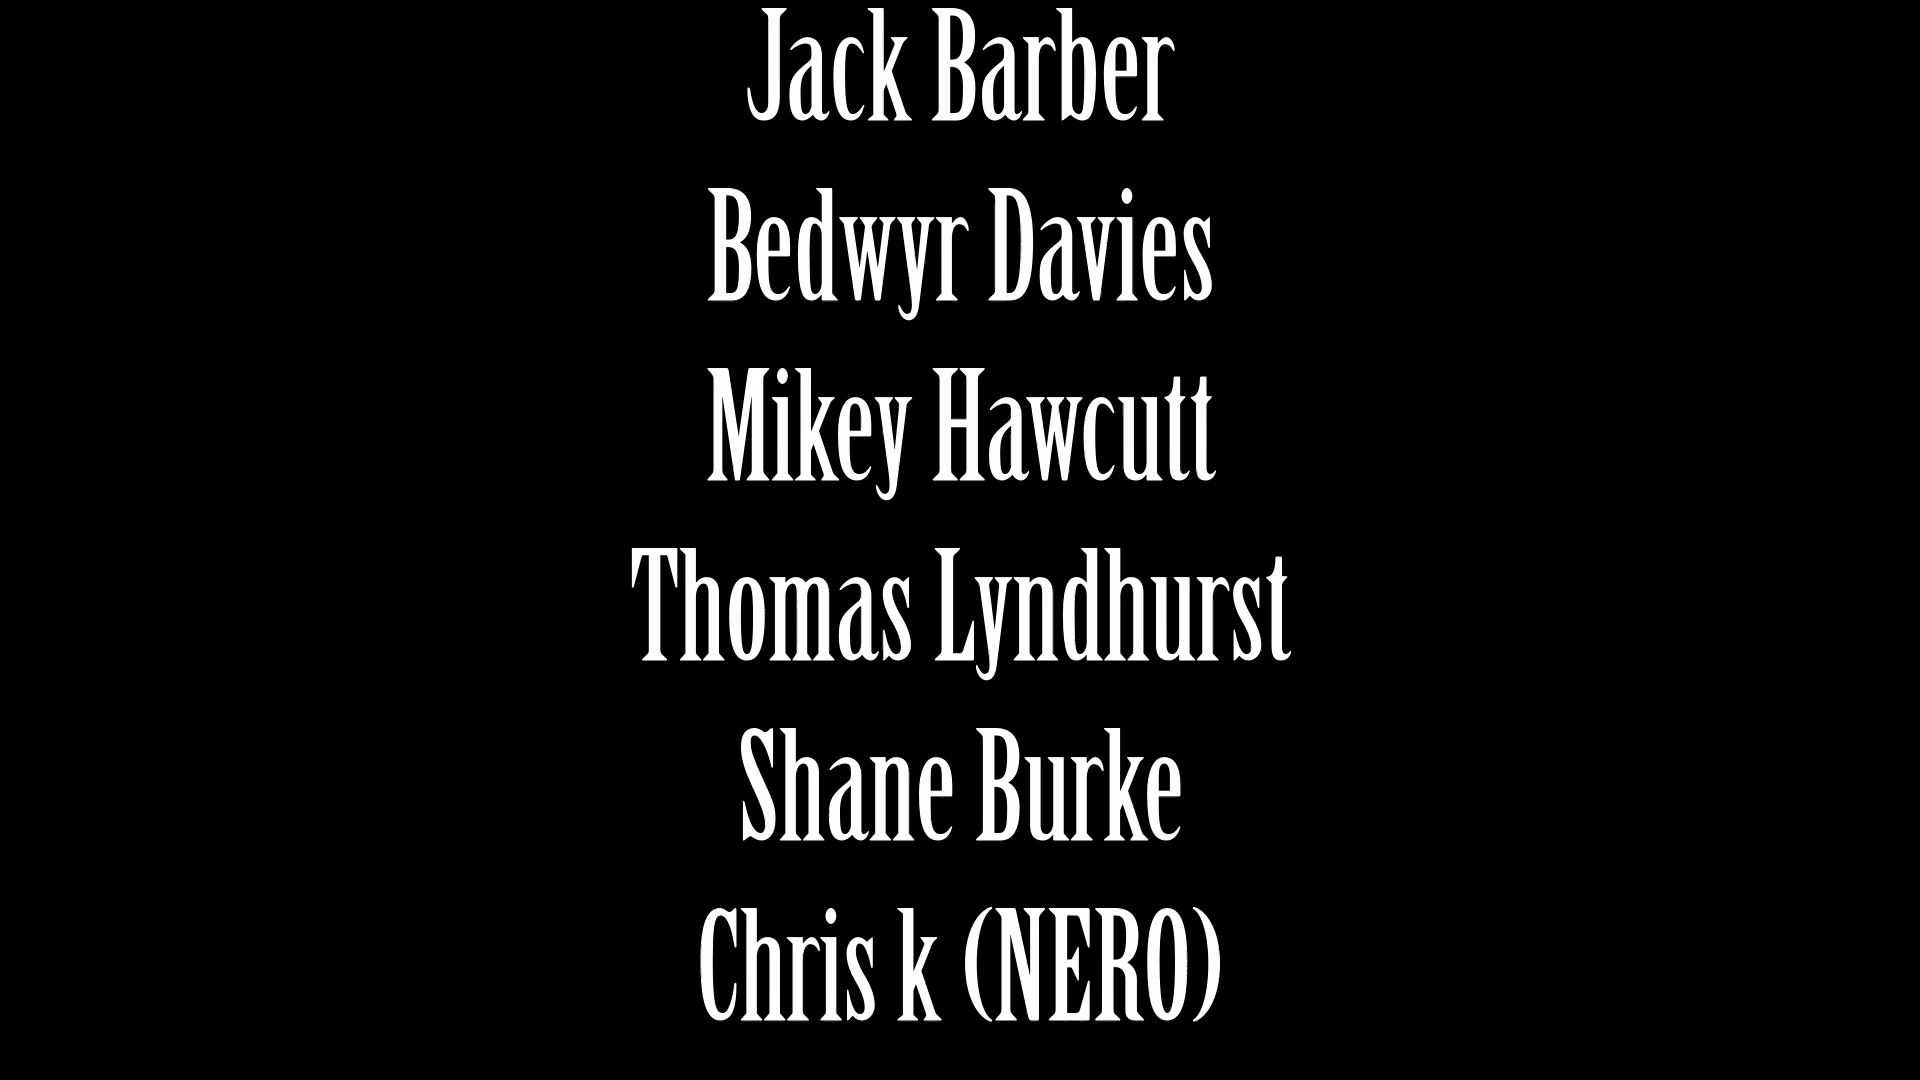 Jack Barber
Bedwyr Davies
Mikey Hawcutt
Thomas Lyndhurst
Shane Burke
Chris k (NERO)